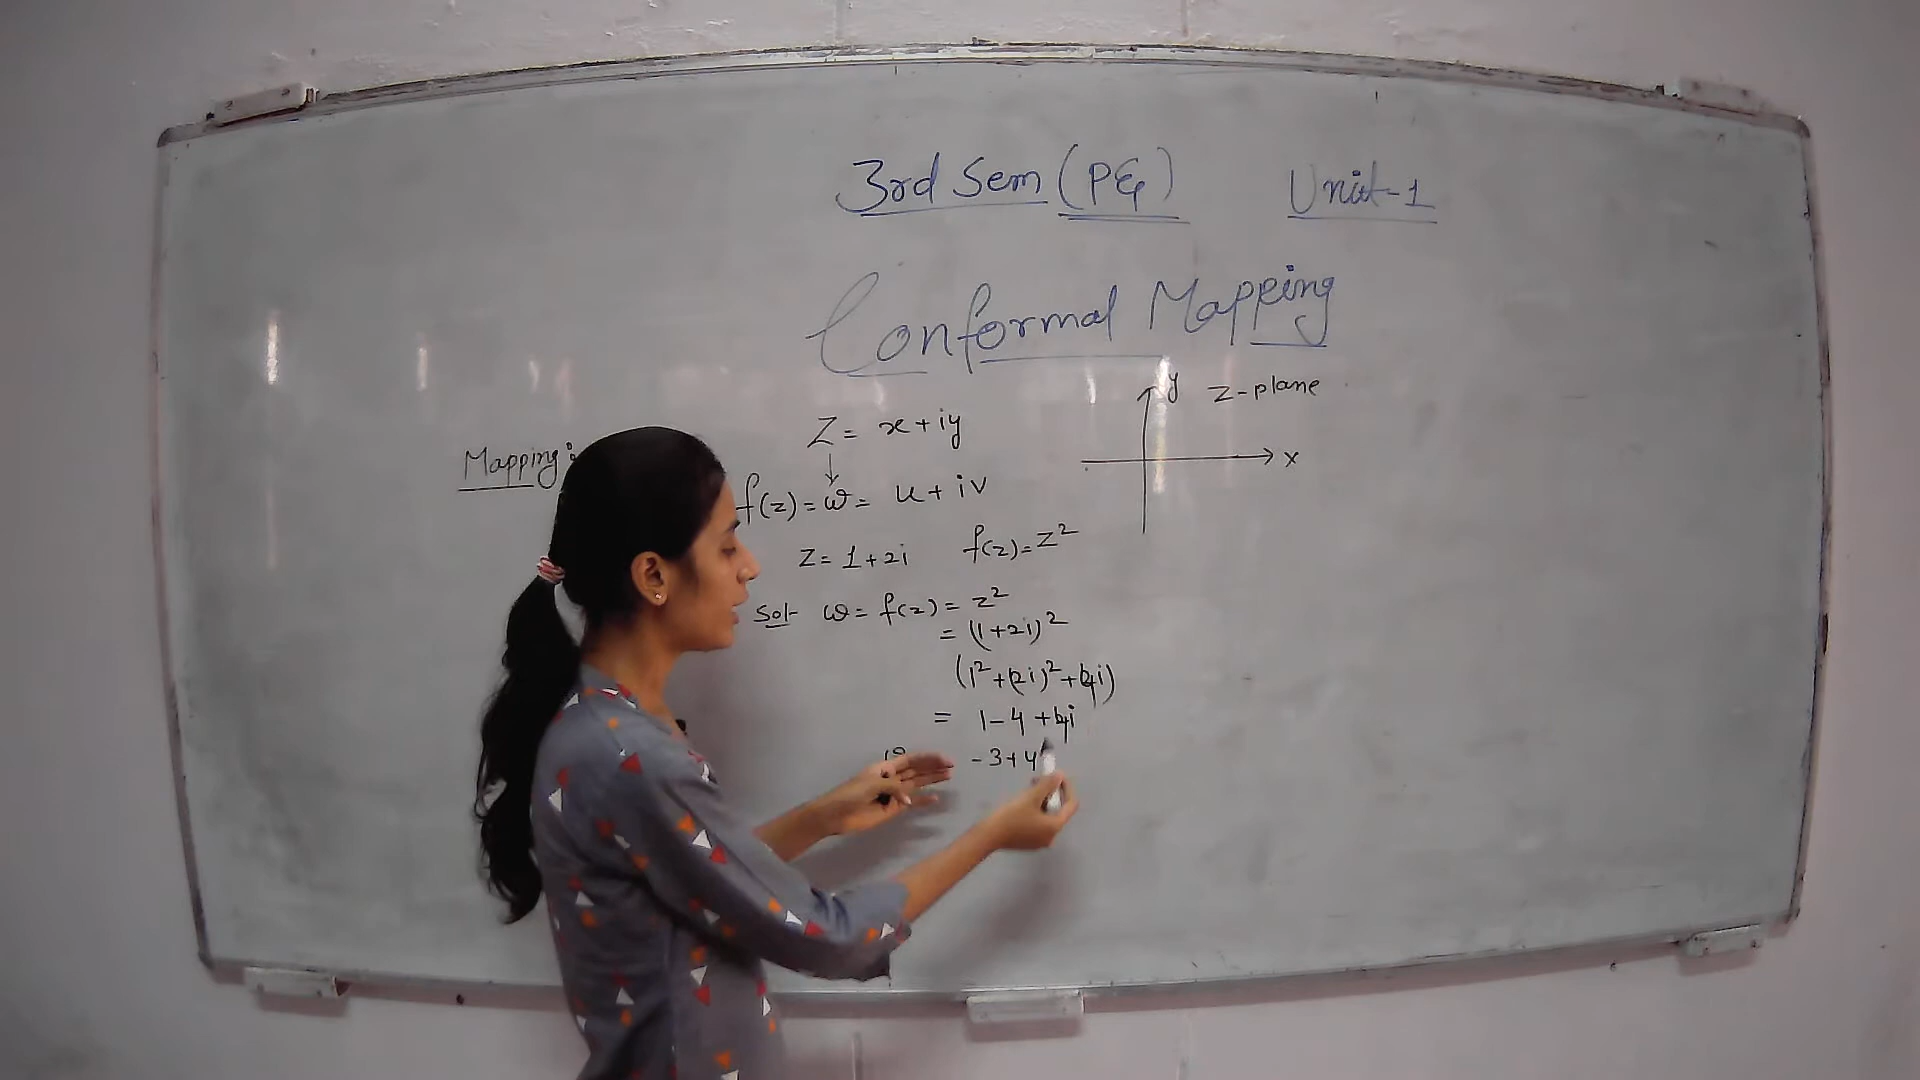 3rd Sem (PE) Unit-1
Conformal Mapping
y Z-plane
x
Mapping:
Z = x+iy
↓
f(z) = ω = u + iv
z = 1+2i f(z) = z²
Sol- ω = f(z) = z²
= (1+2i)²
(1²+(2i)²+4i)
= 1-4+4i
-3+4